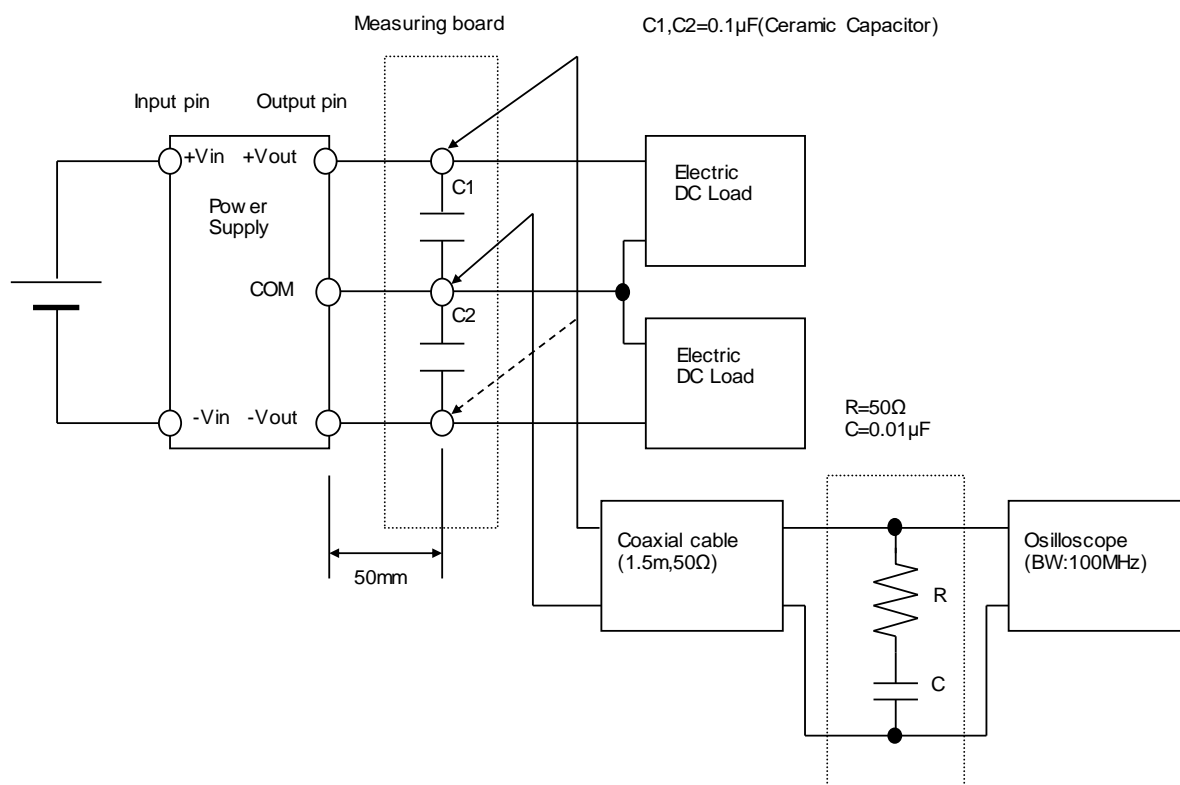 Measuring board
C1,C2=0.1µF(Ceramic Capacitor)
Input pin
Output pin
+Vin
+Vout
C1
Electric
DC Load
Power
Supply
COM
C2
Electric
DC Load
-Vin
-Vout
R=50Ω
C=0.01µF
50mm
Coaxial cable
(1.5m,50Ω)
R
C
Osilloscope
(BW:100MHz)